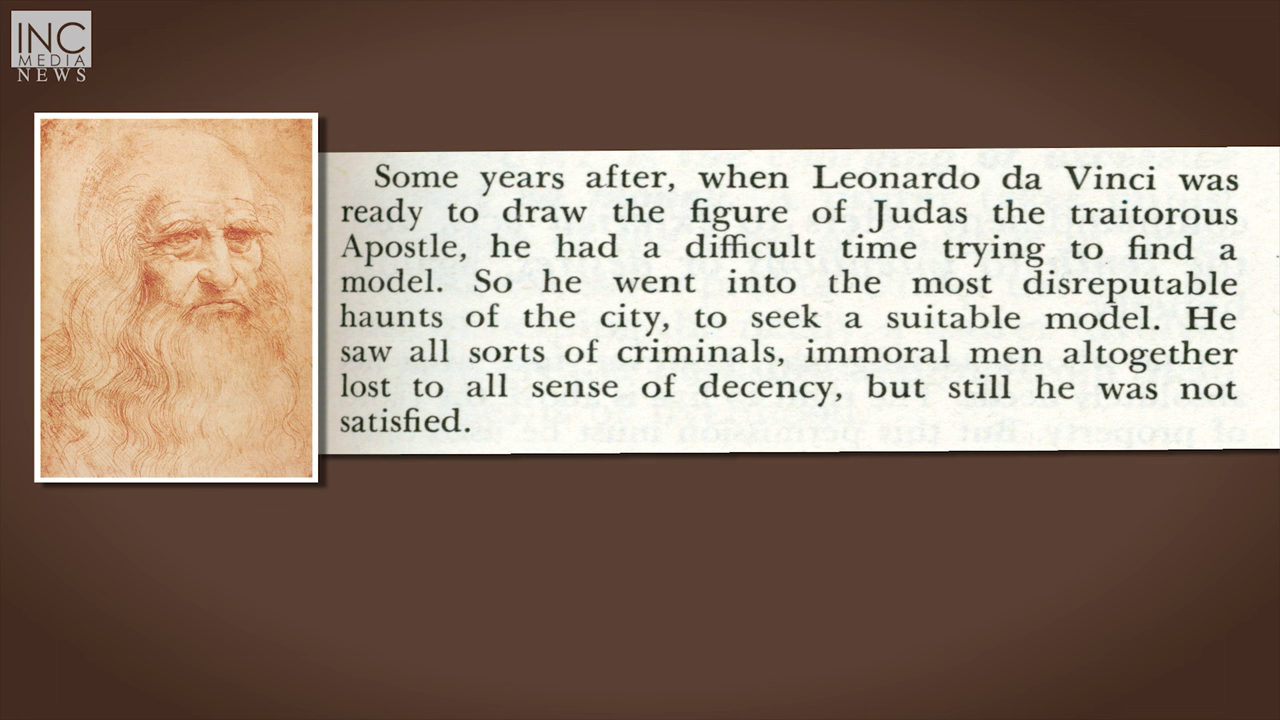 INC
MEDIA
NEWS
Some years after, when Leonardo da Vinci was
ready to draw the figure of Judas the traitorous
Apostle, he had a difficult time trying to find a
model. So he went into the most disreputable
haunts of the city, to seek a suitable model. He
saw all sorts of criminals, immoral men altogether
lost to all sense of decency, but still he was not
satisfied.